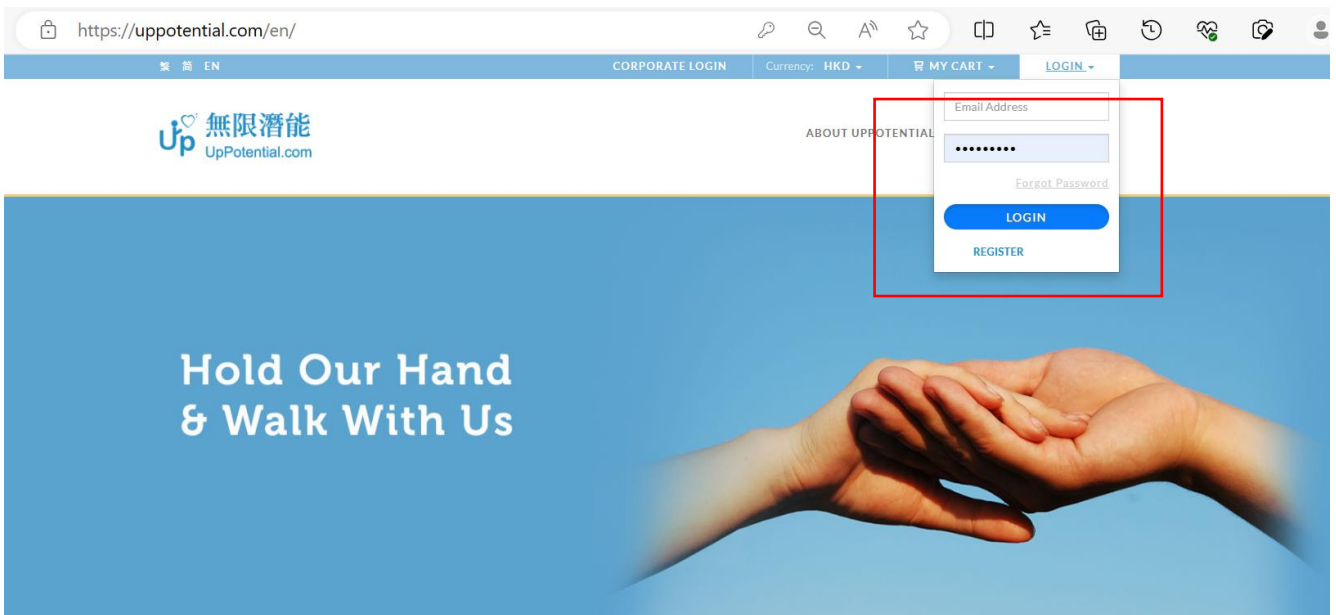 https://uppotential.com/en/
繁 简 EN
CORPORATE LOGIN
Currency: HKD
MY CART
LOGIN
Up 無限潛能
UpPotential.com
ABOUT UPPOTENTIAL
Email Address
•••••••••
Forgot Password
LOGIN
REGISTER
Hold Our Hand
& Walk With Us